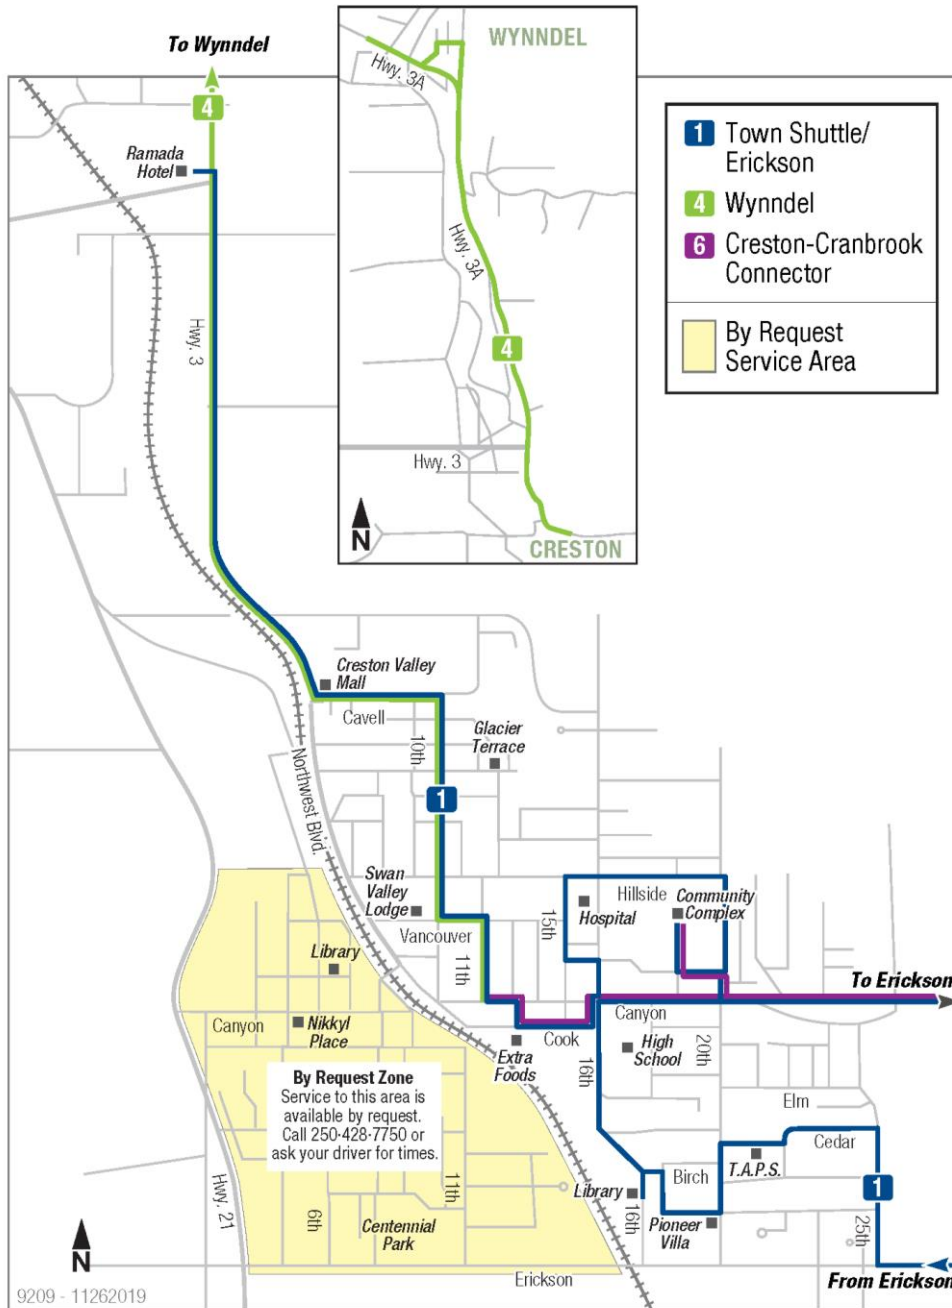 To Wynndel
4
Ramada
Hotel
Hwy. 3
WYNNDEL
Hwy. 3A
Hwy. 3A
4
Hwy. 3
N
CRESTON
1 Town Shuttle/
Erickson
4 Wynndel
6 Creston-Cranbrook
Connector
By Request
Service Area
Creston Valley
Mall
Cavell
10th
Glacier
Terrace
Northwest Blvd.
1
Swan
Valley
Lodge
Vancouver
11th
15th
Hillside
Hospital
Community
Complex
To Erickson
Library
Canyon
Nikkyl
Place
Extra
Foods
Cook
Canyon
16th
High
School
20th
By Request Zone
Service to this area is
available by request.
Call 250-428-7750 or
ask your driver for times.
Elm
Cedar
T.A.P.S.
Birch
1
Hwy. 21
6th
11th
Centennial
Park
Library
16th
Pioneer
Villa
25th
N
Erickson
From Erickson
9209 - 11262019